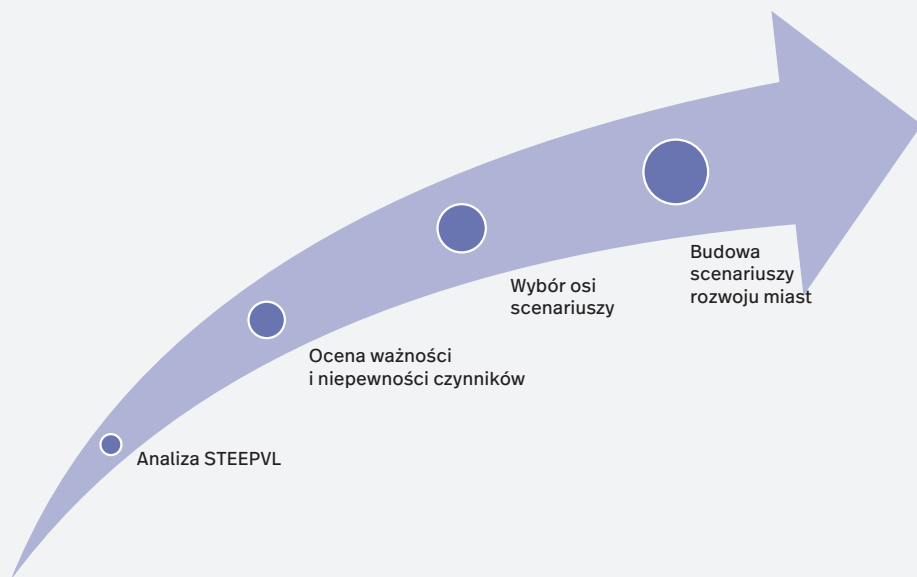 Budowa
scenariuszy
rozwoju miast
Wybór osi
scenariuszy
Ocena ważności
i niepewności czynników
Analiza STEEPVL